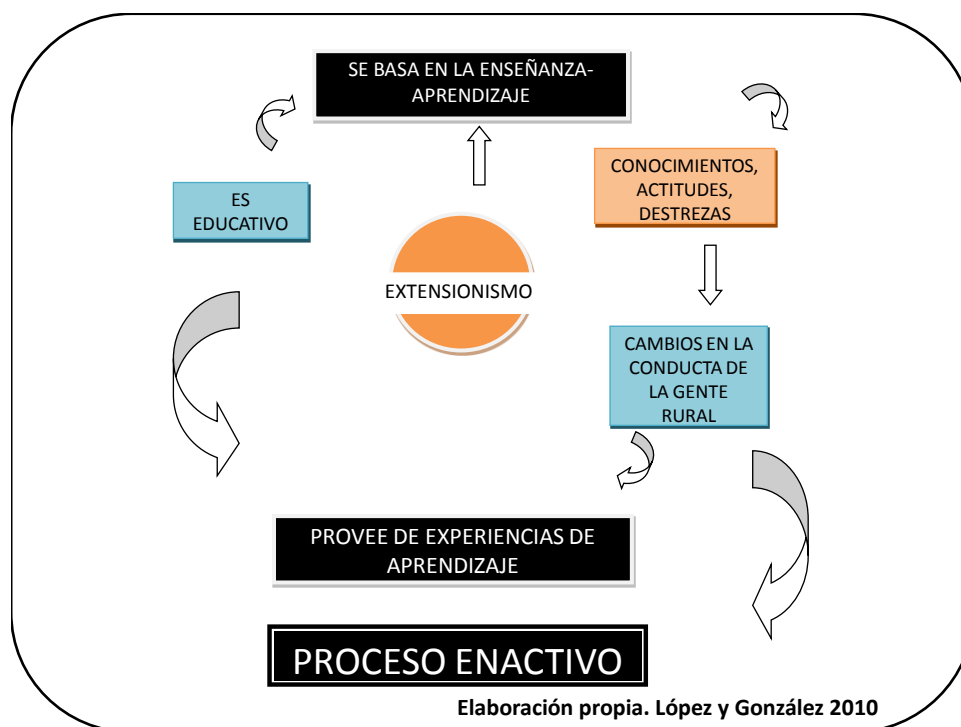 SE BASA EN LA ENSEÑANZA-
APRENDIZAJE
ES
EDUCATIVO
CONOCIMIENTOS,
ACTITUDES,
DESTREZAS
EXTENSIONISMO
CAMBIOS EN LA
CONDUCTA DE
LA GENTE
RURAL
PROVEE DE EXPERIENCIAS DE
APRENDIZAJE
PROCESO ENACTIVO
Elaboración propia. López y González 2010